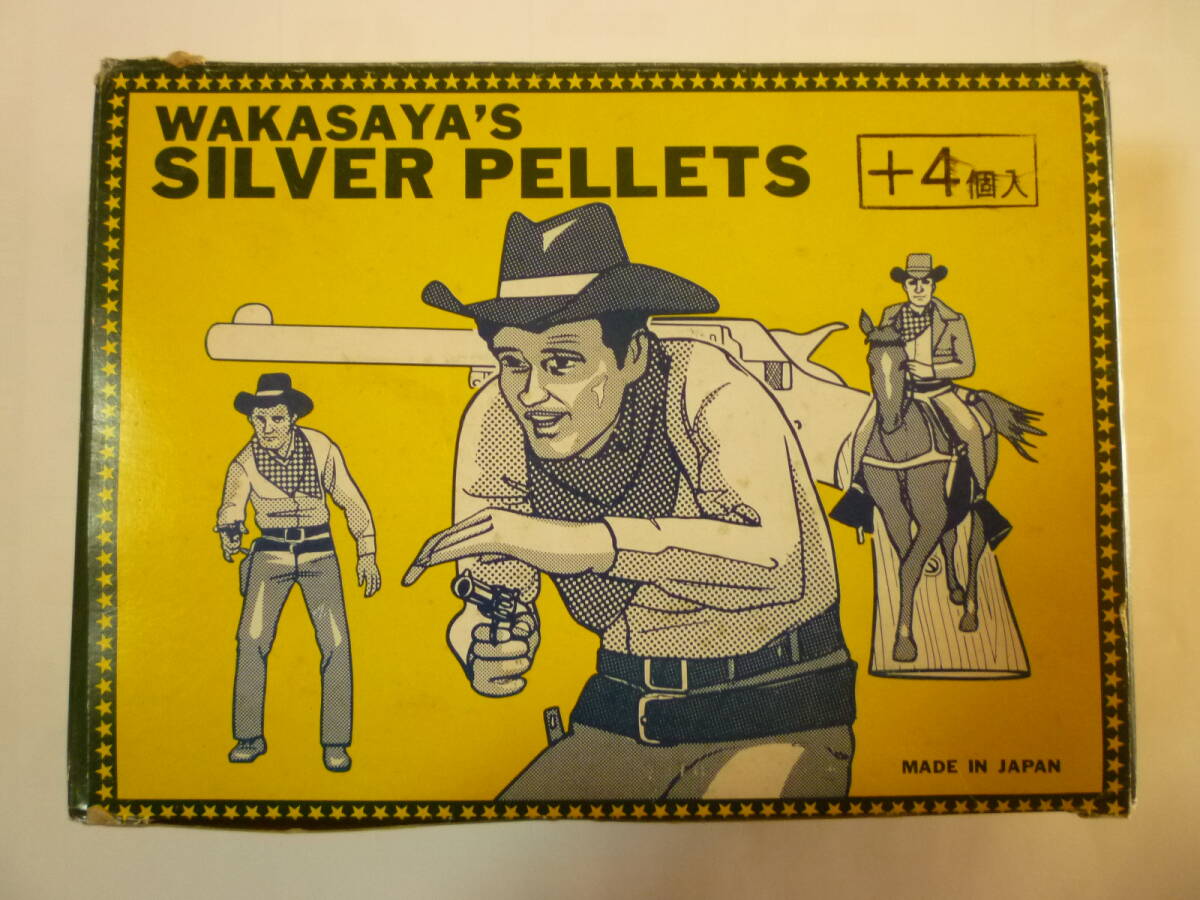 WAKASAYA'S
SILVER PELLETS
+4個入
MADE IN JAPAN